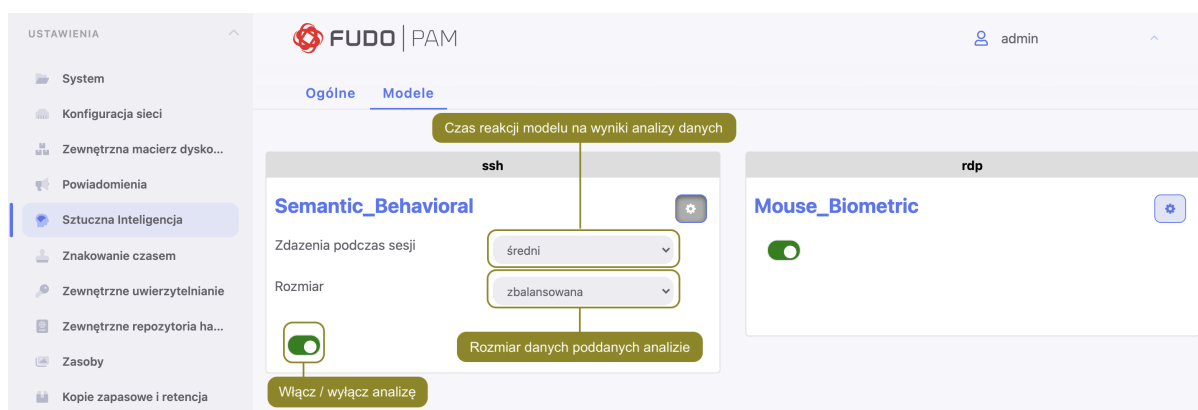 USTAWIENIA
System
Konfiguracja sieci
Zewnętrzna macierz dysko...
Powiadomienia
Sztuczna Inteligencja
Znakowanie czasem
Zewnętrzne uwierzytelnianie
Zewnętrzne repozytoria ha...
Zasoby
Kopie zapasowe i retencja
FUDO PAM
admin
Ogólne Modele
Czas reakcji modelu na wyniki analizy danych
ssh
Semantic_Behavioral
Zdazenia podczas sesji średni
Rozmiar zbalansowana
Rozmiar danych poddanych analizie
Włącz / wyłącz analizę
rdp
Mouse_Biometric